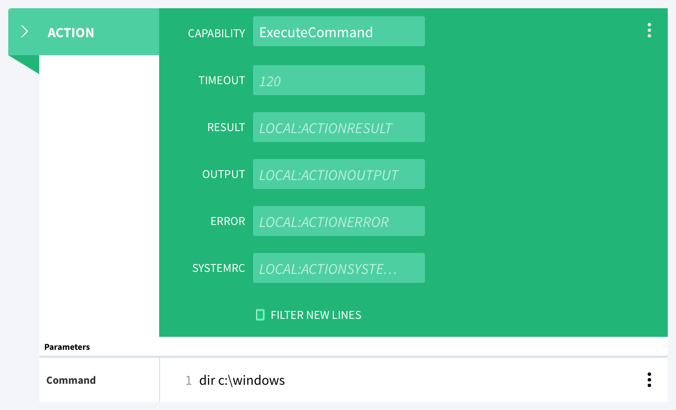 ACTION
CAPABILITY ExecuteCommand
TIMEOUT 120
RESULT LOCAL:ACTIONRESULT
OUTPUT LOCAL:ACTIONOUTPUT
ERROR LOCAL:ACTIONERROR
SYSTEMRC LOCAL:ACTIONSYSTE...
FILTER NEW LINES
Parameters
Command 1 dir c:\windows